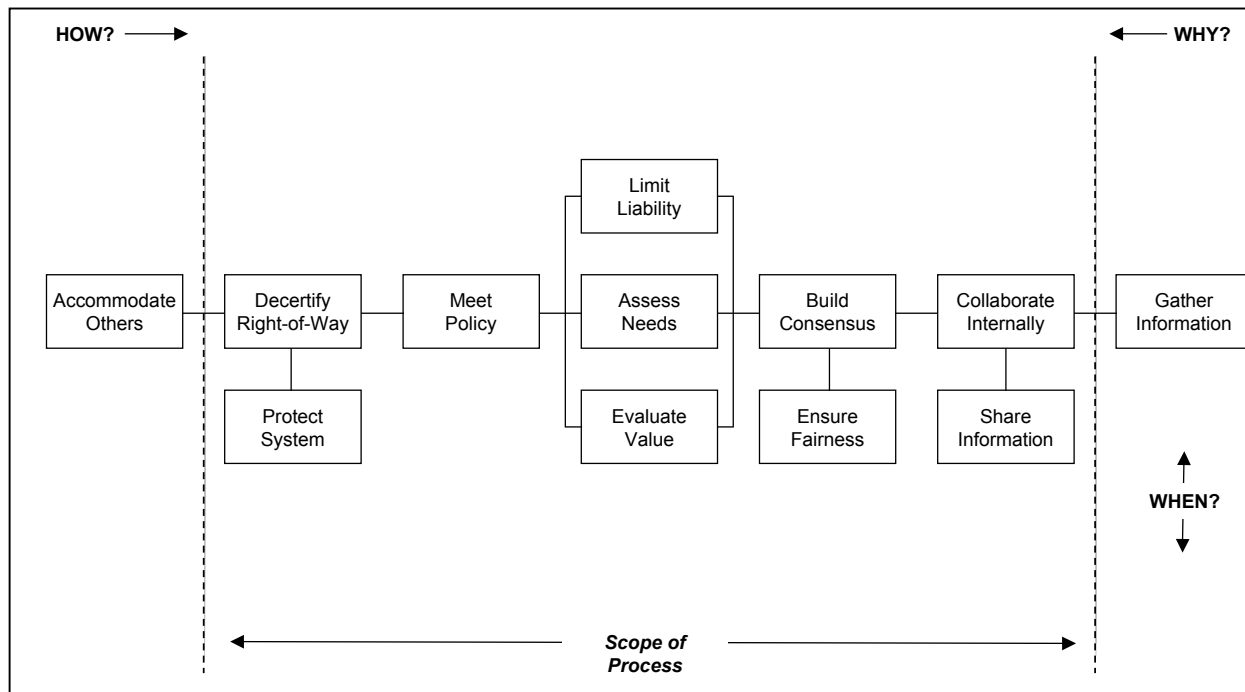 HOW?
WHY?
Limit
Liability
Accommodate
Others
Decertify
Right-of-Way
Meet
Policy
Assess
Needs
Build
Consensus
Collaborate
Internally
Gather
Information
Protect
System
Evaluate
Value
Ensure
Fairness
Share
Information
WHEN?
Scope of
Process